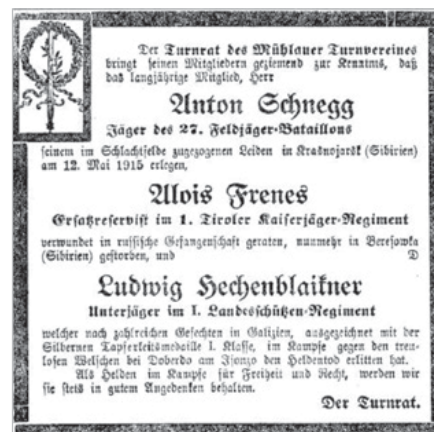 Der Turnrat des Mühlauer Turnvereines
bringt seinen Mitgliedern geziemend zur Kenntnis, daß
das langjährige Mitglied, Herr
Anton Schnegg
Jäger des 27. Feldjäger-Bataillons
seinem im Schlachtfelde zugezogenen Leiden in Krasnojarsk (Sibirien)
am 12. Mai 1915 erlegen,
Alois Frenes
Ersatzreservist im 1. Tiroler Kaiserjäger-Regiment
verwundet in russische Gefangenschaft geraten, nunmehr in Beresowka
(Sibirien) gestorben, und D
Ludwig Hechenblaikner
Unterjäger im I. Landesschützen-Regiment
welcher nach zahlreichen Gefechten in Galizien, ausgezeichnet mit der
Silbernen Tapferkeitsmedaille I. Klasse, im Kampfe gegen den treu-
losen Welschen bei Doberdo am Isonzo den Heldentod erlitten hat.
Als Helden im Kampfe für Freiheit und Recht, werden wir
sie stets in gutem Angedenken behalten.
Der Turnrat.